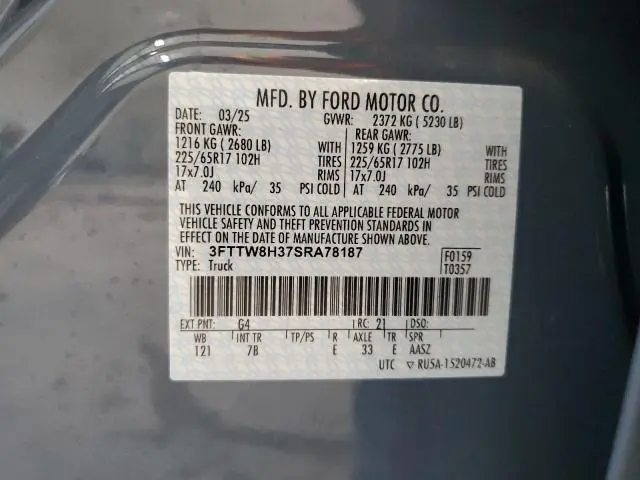 MFD. BY FORD MOTOR CO.
DATE: 03/25 GVWR: 2372 KG ( 5230 LB)
FRONT GAWR: REAR GAWR:
1216 KG ( 2680 LB) WITH 1259 KG ( 2775 LB) WITH
225/65R17 102H TIRES 225/65R17 102H TIRES
17x7.0J RIMS 17x7.0J RIMS
AT 240 kPa/ 35 PSI COLD AT 240 kPa/ 35 PSI COLD
THIS VEHICLE CONFORMS TO ALL APPLICABLE FEDERAL MOTOR
VEHICLE SAFETY AND THEFT PREVENTION STANDARDS IN
EFFECT ON THE DATE OF MANUFACTURE SHOWN ABOVE.
VIN: 3FTTW8H37SRA78187 F0159
TYPE: Truck T0357
EXT PNT: G4 RC: 21 DSO:
WB INT TR TP/PS R AXLE TR SPR
121 7B E 33 E AASZ
UTC ▽ RU5A-1520472-AB